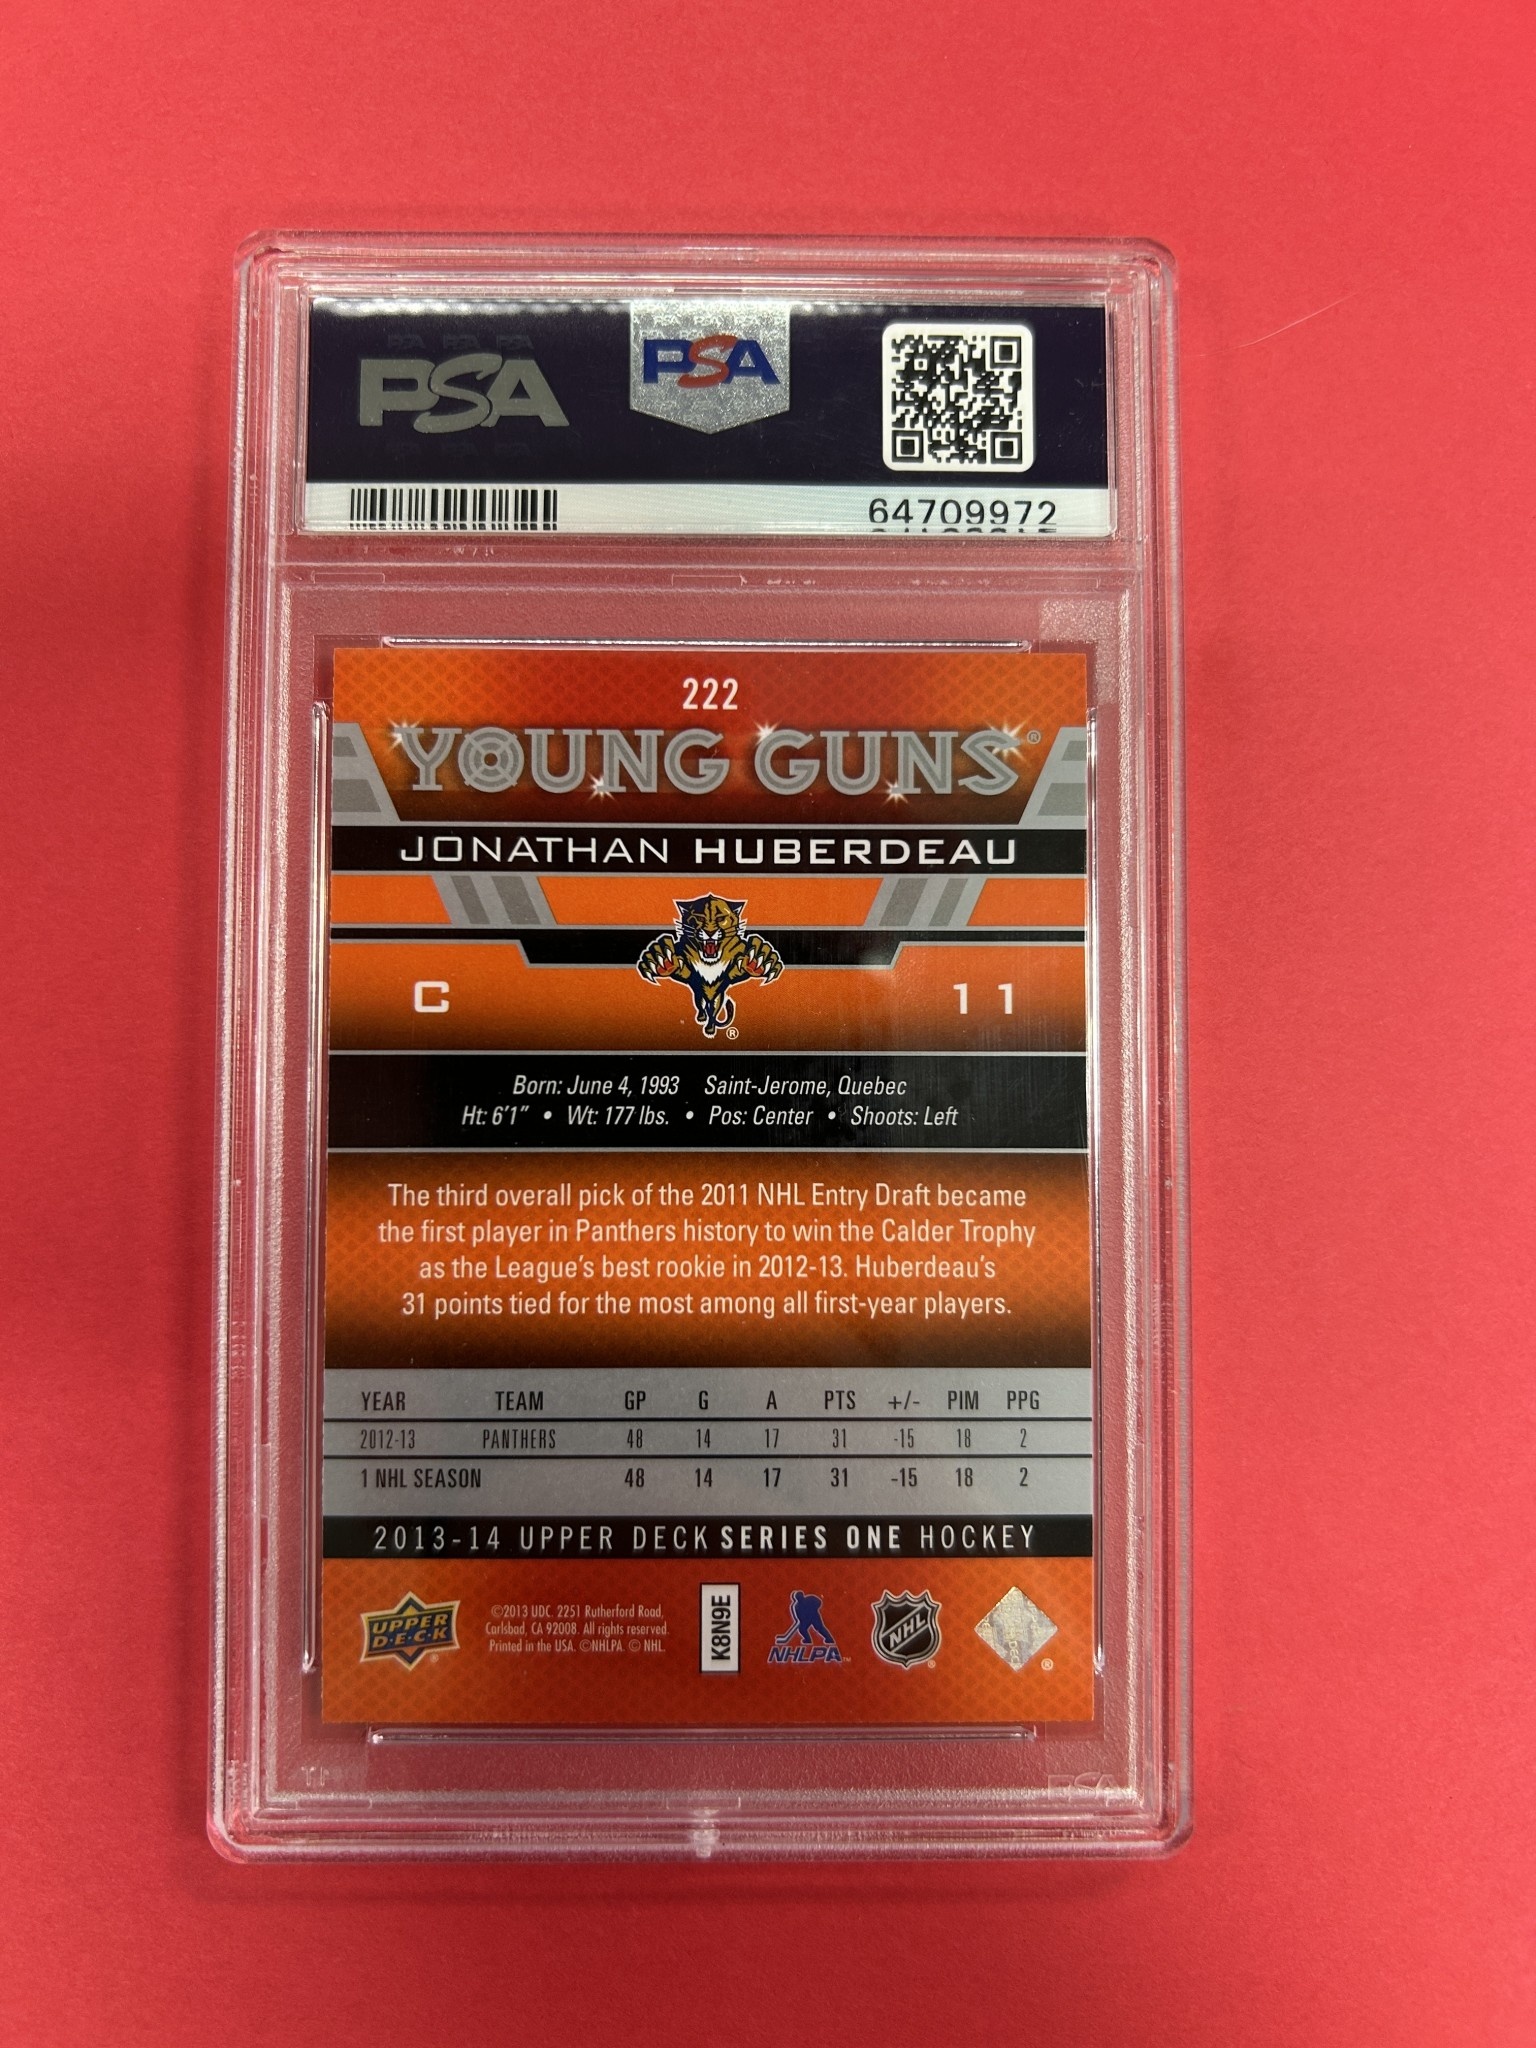 PSA
PSA
64709972
222
YOUNG GUNS®
JONATHAN HUBERDEAU
C
11
®
Born: June 4, 1993 Saint-Jerome, Quebec
Ht: 6'1" • Wt: 177 lbs. • Pos: Center • Shoots: Left
The third overall pick of the 2011 NHL Entry Draft became
the first player in Panthers history to win the Calder Trophy
as the League's best rookie in 2012-13. Huberdeau's
31 points tied for the most among all first-year players.
YEAR TEAM GP G A PTS +/- PIM PPG
2012-13 PANTHERS 48 14 17 31 -15 18 2
1 NHL SEASON 48 14 17 31 -15 18 2
2013-14 UPPER DECK SERIES ONE HOCKEY
UPPER
DECK
®
©2013 UDC. 2251 Rutherford Road,
Carlsbad, CA 92008. All rights reserved.
Printed in the USA. ©NHLPA. © NHL.
K8N9E
NHLPA™
NHL
®
®
PSA